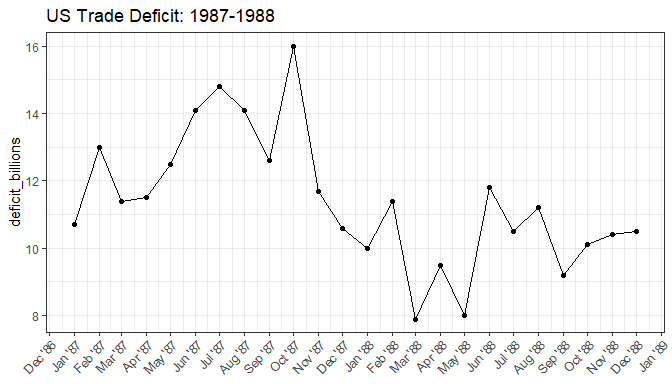 US Trade Deficit: 1987-1988
deficit_billions
16
14
12
10
8
Dec '86
Jan '87
Feb '87
Mar '87
Apr '87
May '87
Jun '87
Jul '87
Aug '87
Sep '87
Oct '87
Nov '87
Dec '87
Jan '88
Feb '88
Mar '88
Apr '88
May '88
Jun '88
Jul '88
Aug '88
Sep '88
Oct '88
Nov '88
Dec '88
Jan '89